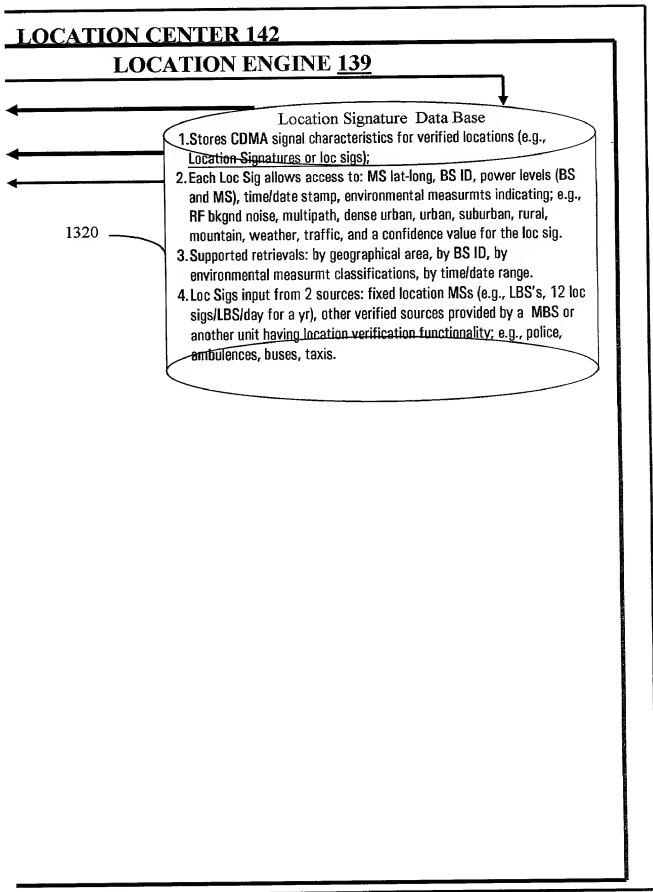 LOCATION CENTER 142
LOCATION ENGINE 139
Location Signature Data Base
1.Stores CDMA signal characteristics for verified locations (e.g.,
Location Signatures or loc sigs);
2.Each Loc Sig allows access to: MS lat-long, BS ID, power levels (BS
and MS), time/date stamp, environmental measurmts indicating; e.g.,
RF bkgnd noise, multipath, dense urban, urban, suburban, rural,
mountain, weather, traffic, and a confidence value for the loc sig.
1320
3.Supported retrievals: by geographical area, by BS ID, by
environmental measurmt classifications, by time/date range.
4.Loc Sigs input from 2 sources: fixed location MSs (e.g., LBS's, 12 loc
sigs/LBS/day for a yr), other verified sources provided by a MBS or
another unit having location verification functionality; e.g., police,
ambulences, buses, taxis.